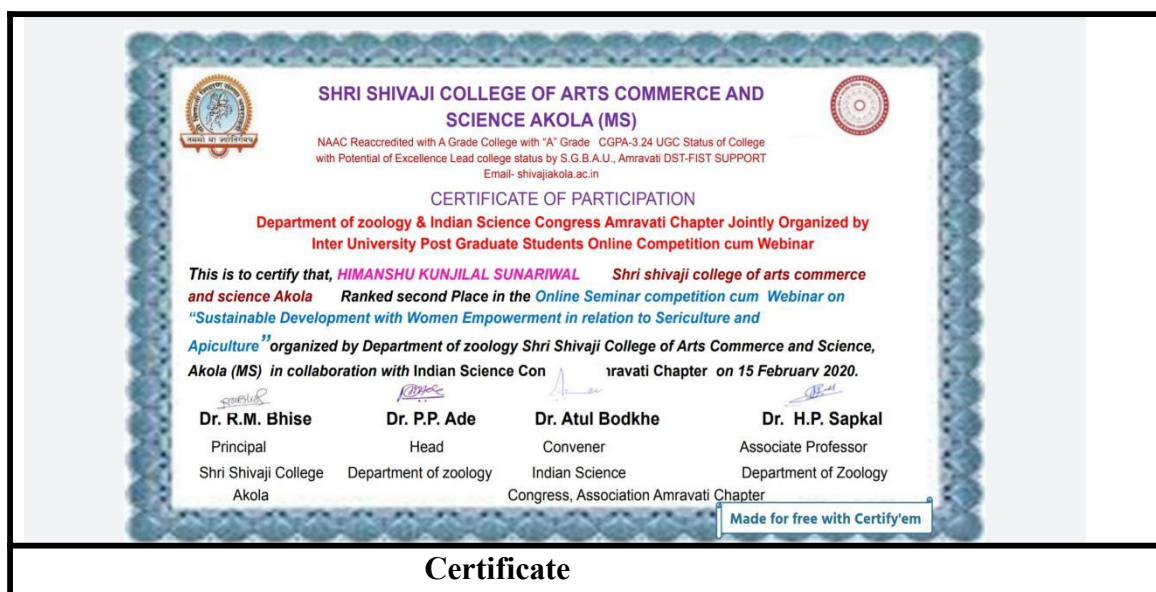 SHRI SHIVAJI COLLEGE OF ARTS COMMERCE AND
SCIENCE AKOLA (MS)
NAAC Reaccredited with A Grade College with "A" Grade CGPA-3.24 UGC Status of College
with Potential of Excellence Lead college status by S.G.B.A.U., Amravati DST-FIST SUPPORT
Email- shivajiakola.ac.in
CERTIFICATE OF PARTICIPATION
Department of zoology & Indian Science Congress Amravati Chapter Jointly Organized by
Inter University Post Graduate Students Online Competition cum Webinar
This is to certify that, HIMANSHU KUNJILAL SUNARIWAL Shri shivaji college of arts commerce
and science Akola Ranked second Place in the Online Seminar competition cum Webinar on
"Sustainable Development with Women Empowerment in relation to Sericulture and
Apiculture" organized by Department of zoology Shri Shivaji College of Arts Commerce and Science,
Akola (MS) in collaboration with Indian Science Con ravati Chapter on 15 February 2020.
Dr. R.M. Bhise Dr. P.P. Ade Dr. Atul Bodkhe Dr. H.P. Sapkal
Principal Head Convener Associate Professor
Shri Shivaji College Department of zoology Indian Science Department of Zoology
Akola Congress, Association Amravati Chapter
Made for free with Certify'em
Certificate